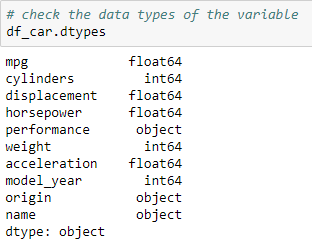 # check the data types of the variable
df_car.dtypes
mpg float64
cylinders int64
displacement float64
horsepower float64
performance object
weight int64
acceleration float64
model_year int64
origin object
name object
dtype: object